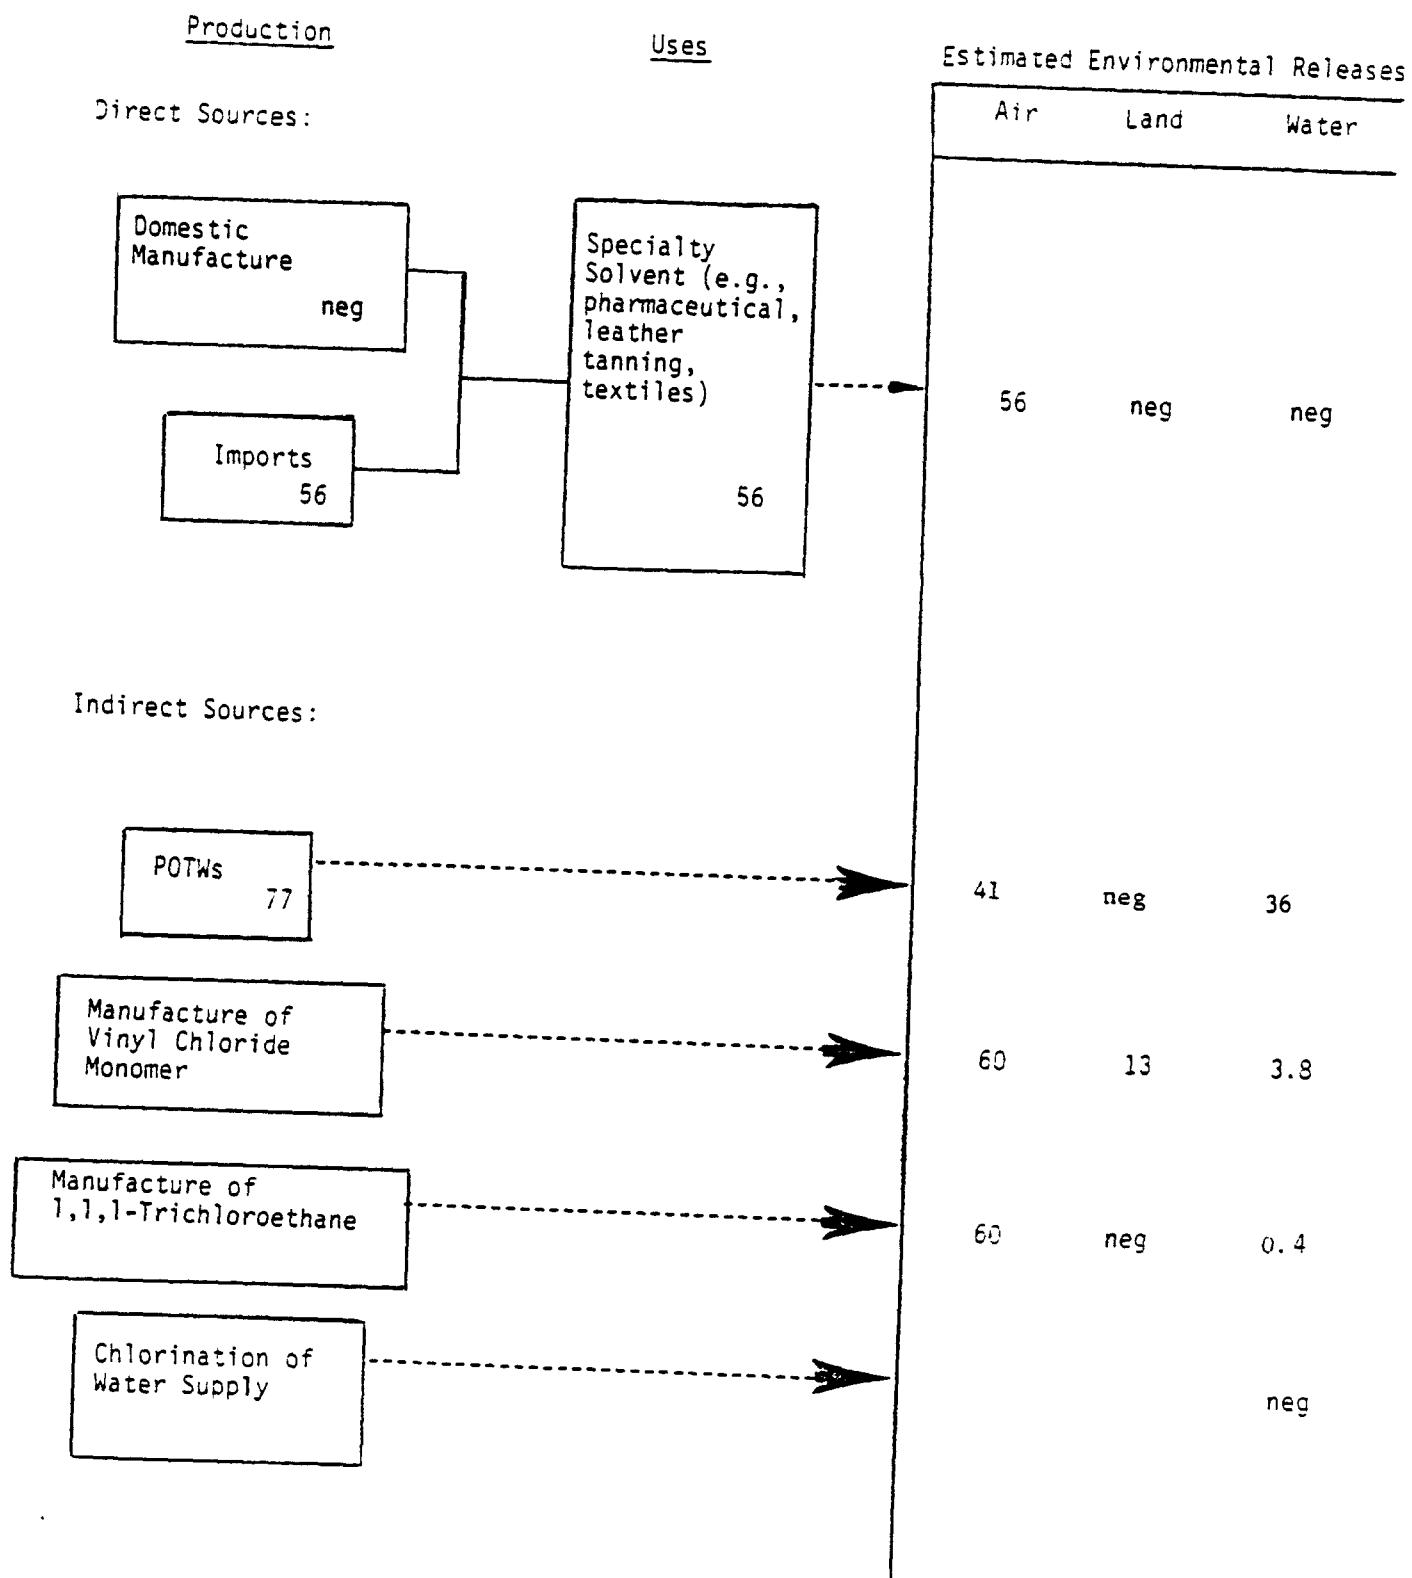 Production
Uses
Estimated Environmental Releases
Air Land Water
Direct Sources:
Domestic
Manufacture
neg
Imports
56
Specialty
Solvent (e.g.,
pharmaceutical,
leather
tanning,
textiles)
56
56 neg neg
Indirect Sources:
POTWs
77
41 neg 36
Manufacture of
Vinyl Chloride
Monomer
60 13 3.8
Manufacture of
1,1,1-Trichloroethane
60 neg 0.4
Chlorination of
Water Supply
neg